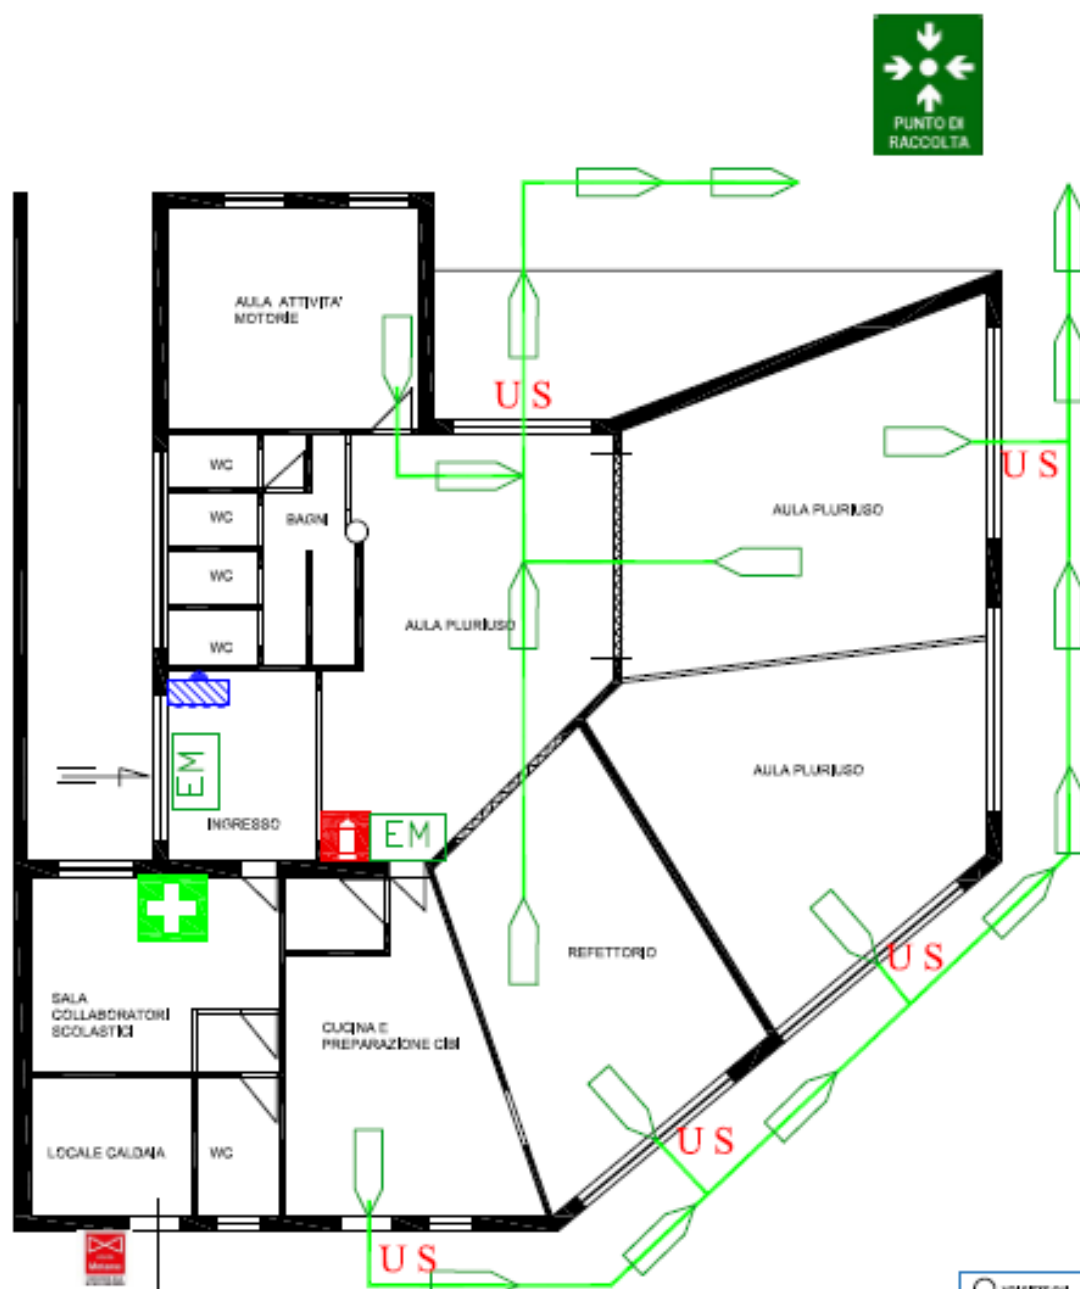 PUNTO DI
RACCOLTA
AULA ATTIVITA'
MOTORIE
U S
U S
WC
WC
BAGNI
AULA PLURIUSO
WC
AULA PLURIUSO
WC
AULA PLURIUSO
EM
INGRESSO
EM
REFETTORIO
U S
SALA
COLLABORATORI
SCOLASTICI
CUCINA E
PREPARAZIONE CIBI
U S
LOCALE CALDAIA
WC
U S
Metano